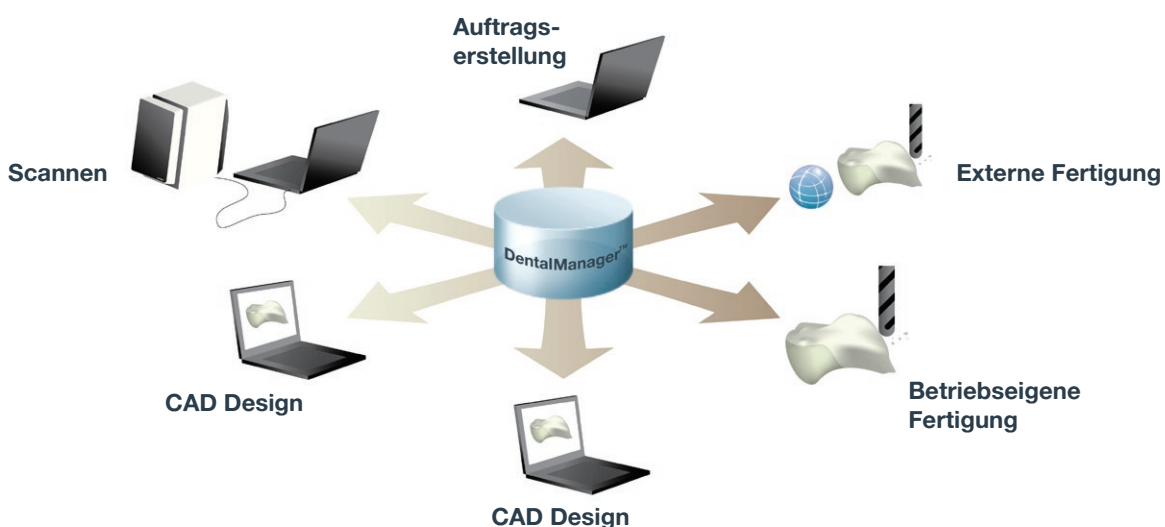 Auftrags-
erstellung
Scannen
Externe Fertigung
DentalManager™
CAD Design
Betriebseigene
Fertigung
CAD Design